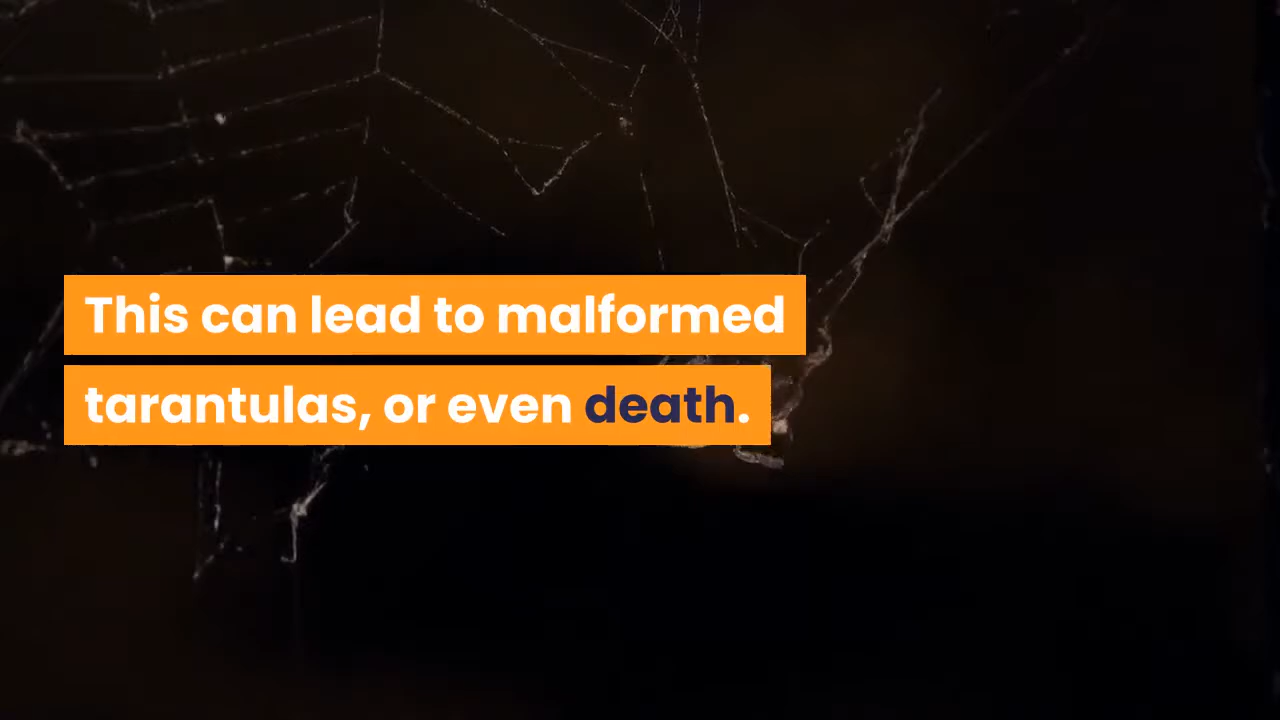 This can lead to malformed
tarantulas, or even death.